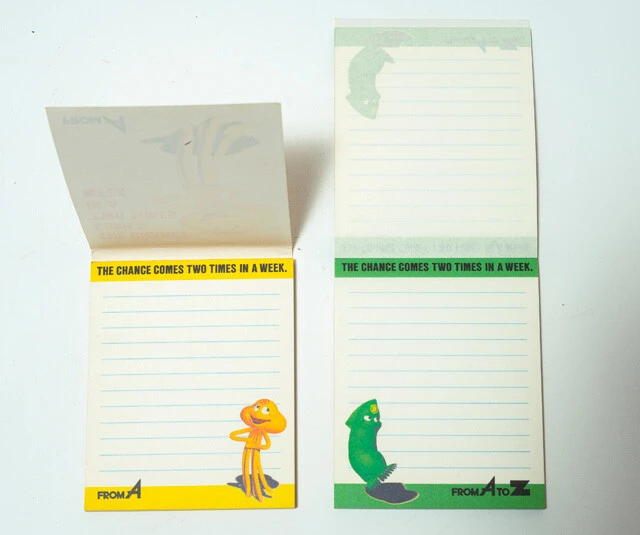 THE CHANCE COMES TWO TIMES IN A WEEK.
FROM A
THE CHANCE COMES TWO TIMES IN A WEEK.
FROM A TO Z